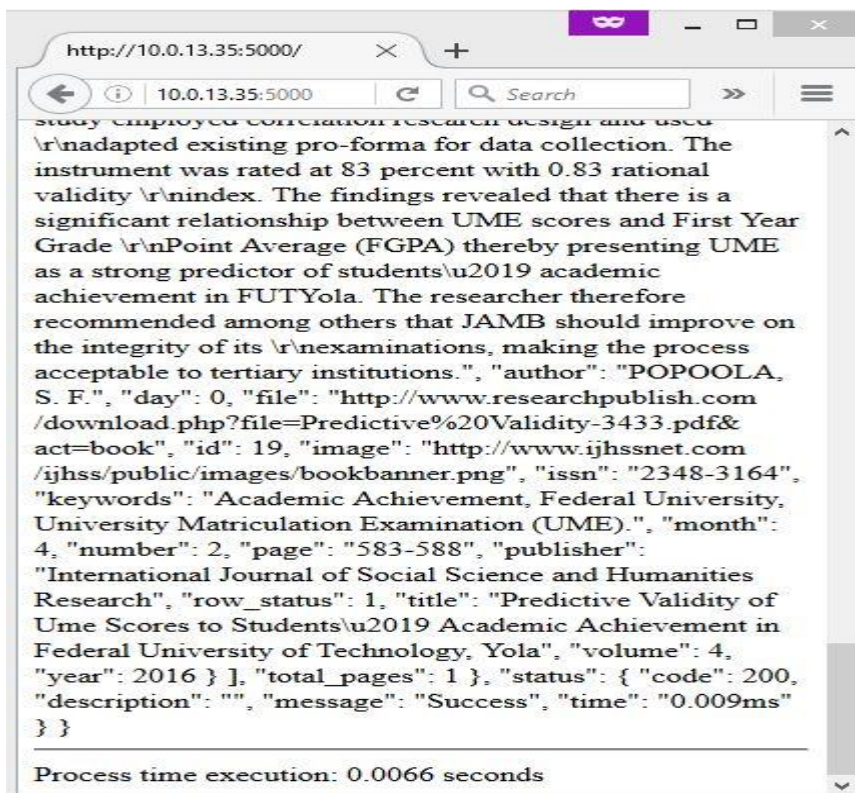 http://10.0.13.35:5000/
10.0.13.35:5000
Search
study employed correlation research design and used
\r\nadapted existing pro-forma for data collection. The
instrument was rated at 83 percent with 0.83 rational
validity \r\nindex. The findings revealed that there is a
significant relationship between UME scores and First Year
Grade \r\nPoint Average (FGPA) thereby presenting UME
as a strong predictor of students\u2019 academic
achievement in FUTYola. The researcher therefore
recommended among others that JAMB should improve on
the integrity of its \r\nexaminations, making the process
acceptable to tertiary institutions.", "author": "POPOOLA,
S. F.", "day": 0, "file": "http://www.researchpublish.com
/download.php?file=Predictive%20Validity-3433.pdf&
act=book", "id": 19, "image": "http://www.ijhssnet.com
/ijhss/public/images/bookbanner.png", "issn": "2348-3164",
"keywords": "Academic Achievement, Federal University,
University Matriculation Examination (UME).", "month":
4, "number": 2, "page": "583-588", "publisher":
"International Journal of Social Science and Humanities
Research", "row_status": 1, "title": "Predictive Validity of
Ume Scores to Students\u2019 Academic Achievement in
Federal University of Technology, Yola", "volume": 4,
"year": 2016 } ], "total_pages": 1 }, "status": { "code": 200,
"description": "", "message": "Success", "time": "0.009ms"
} }
Process time execution: 0.0066 seconds